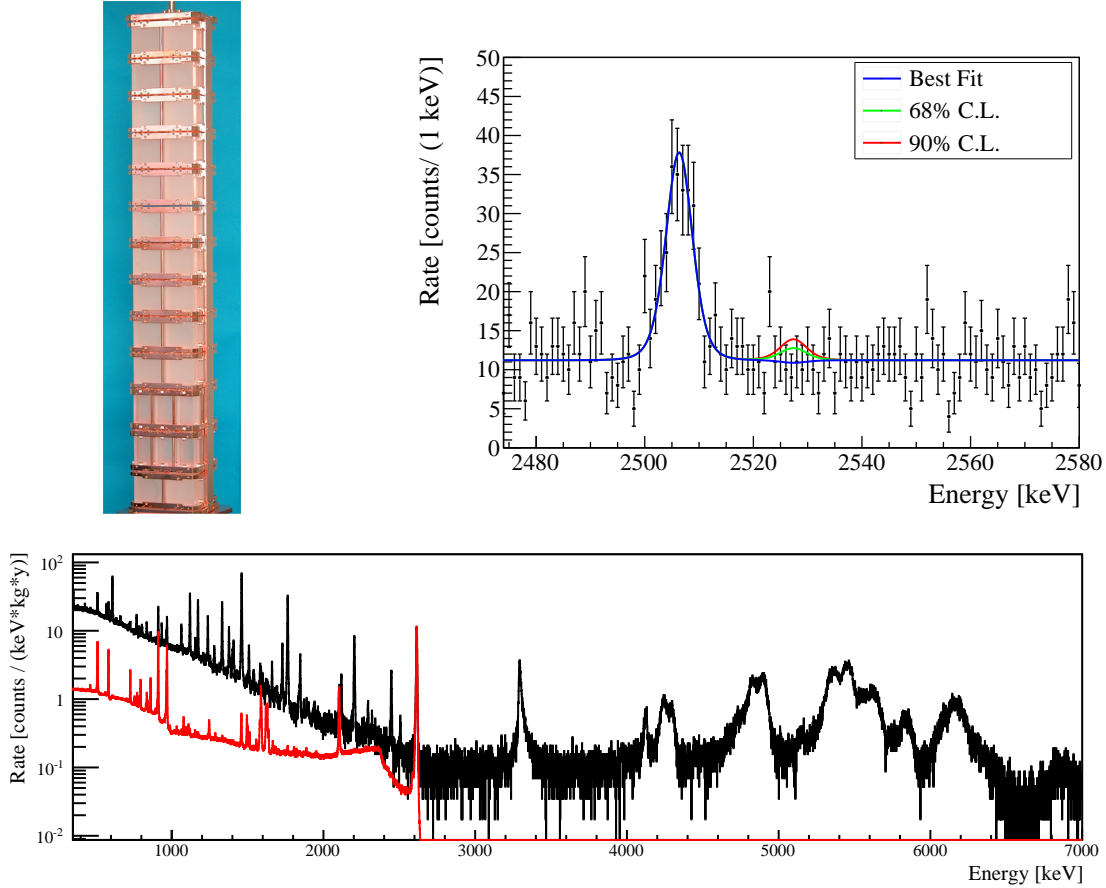 Rate [counts/ (1 keV)]
50
45
40
35
30
25
20
15
10
5
0
Best Fit
68% C.L.
90% C.L.
2480 2500 2520 2540 2560 2580
Energy [keV]
Rate [counts / (keV*kg*y)]
10²
10
1
10⁻¹
10⁻²
1000 2000 3000 4000 5000 6000 7000
Energy [keV]